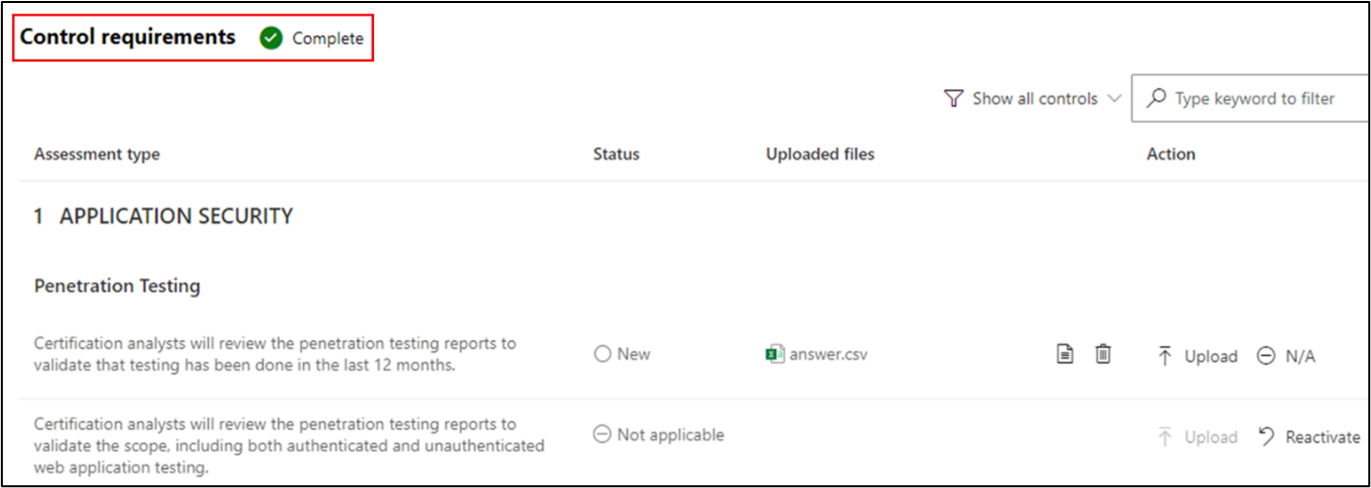 Control requirements Complete
Show all controls Type keyword to filter
Assessment type Status Uploaded files Action
1 APPLICATION SECURITY
Penetration Testing
Certification analysts will review the penetration testing reports to
validate that testing has been done in the last 12 months.
New answer.csv Upload N/A
Certification analysts will review the penetration testing reports to
validate the scope, including both authenticated and unauthenticated
web application testing.
Not applicable Upload Reactivate